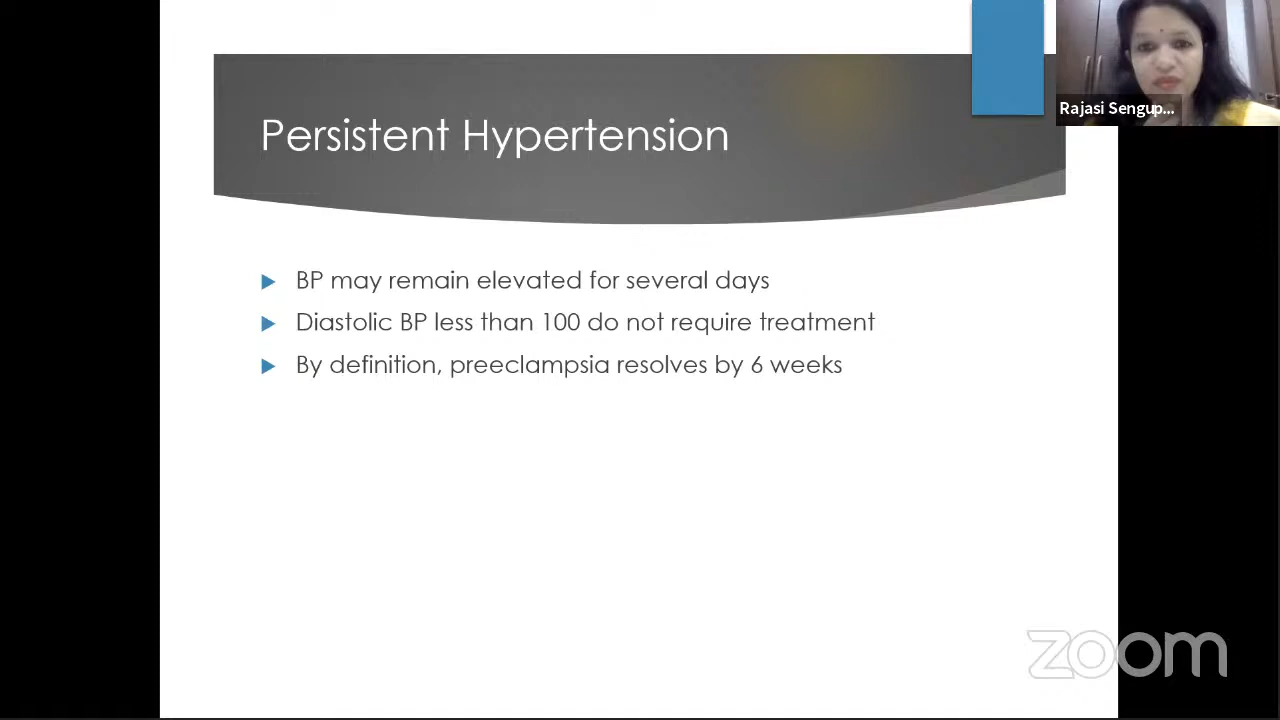 Persistent Hypertension
Rajasi Sengup...
BP may remain elevated for several days
Diastolic BP less than 100 do not require treatment
By definition, preeclampsia resolves by 6 weeks
zoom